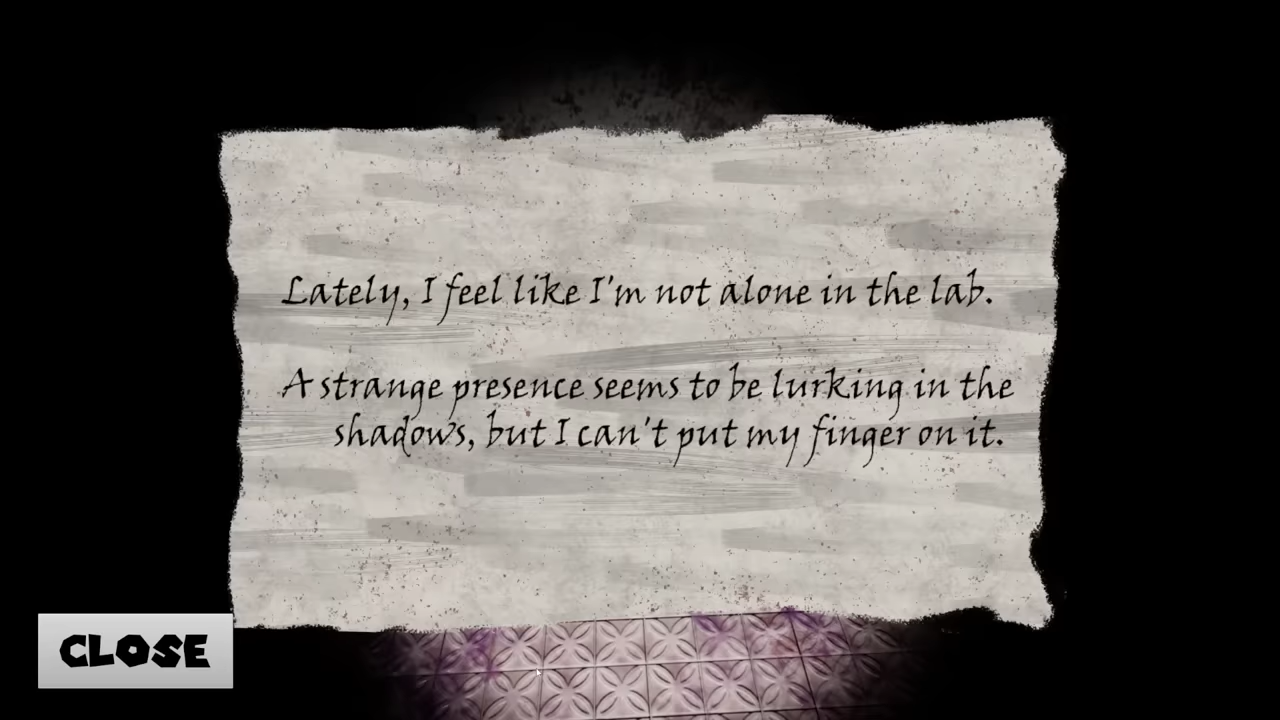 Lately, I feel like I'm not alone in the lab.
A strange presence seems to be lurking in the
shadows, but I can't put my finger on it.
CLOSE